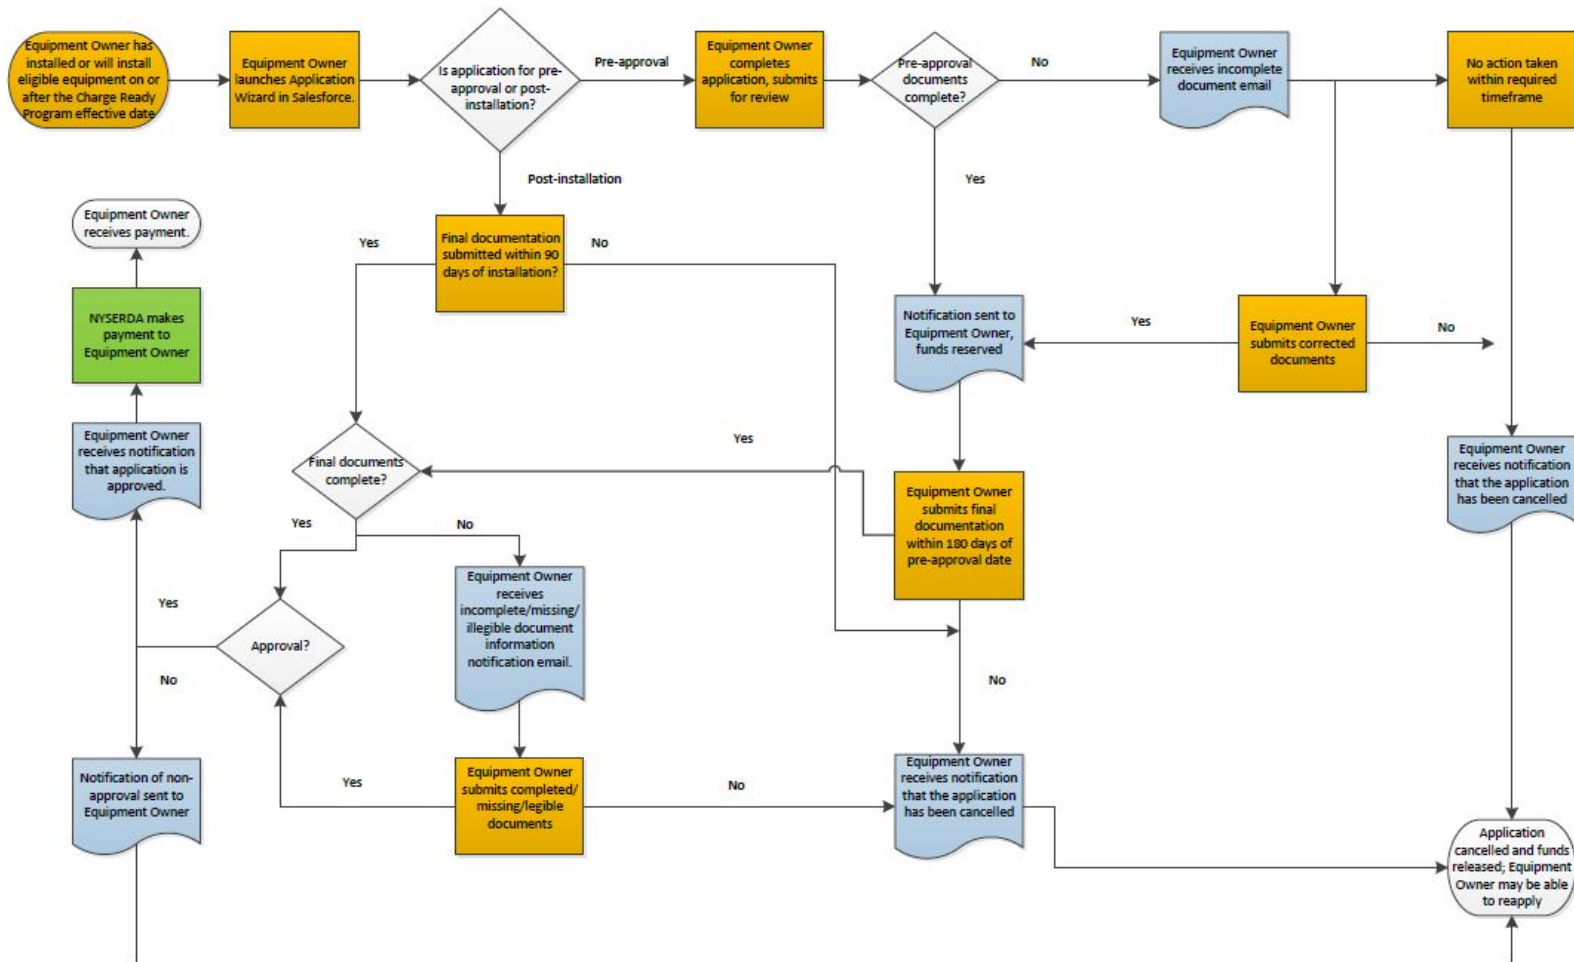 Equipment Owner has
installed or will install
eligible equipment on or
after the Charge Ready
Program effective date
Equipment Owner
launches Application
Wizard in Salesforce.
Is application for pre-
approval or post-
installation?
Pre-approval
Equipment Owner
completes
application, submits
for review
Pre-approval
documents
complete?
No
Equipment Owner
receives incomplete
document email
No action taken
within required
timeframe
Post-installation
Yes
Equipment Owner
receives payment.
Yes
Final documentation
submitted within 90
days of installation?
No
NYSERDA makes
payment to
Equipment Owner
Notification sent to
Equipment Owner,
funds reserved
Yes
Equipment Owner
submits corrected
documents
No
Equipment Owner
receives notification
that application is
approved.
Final documents
complete?
Yes
Equipment Owner
submits final
documentation
within 180 days of
pre-approval date
Equipment Owner
receives notification
that the application
has been cancelled
Yes
No
Equipment Owner
receives
incomplete/missing/
illegible document
information
notification email.
Yes
Approval?
No
No
Notification of non-
approval sent to
Equipment Owner
Yes
Equipment Owner
submits completed/
missing/legible
documents
No
Equipment Owner
receives notification
that the application
has been cancelled
Application
cancelled and funds
released; Equipment
Owner may be able
to reapply